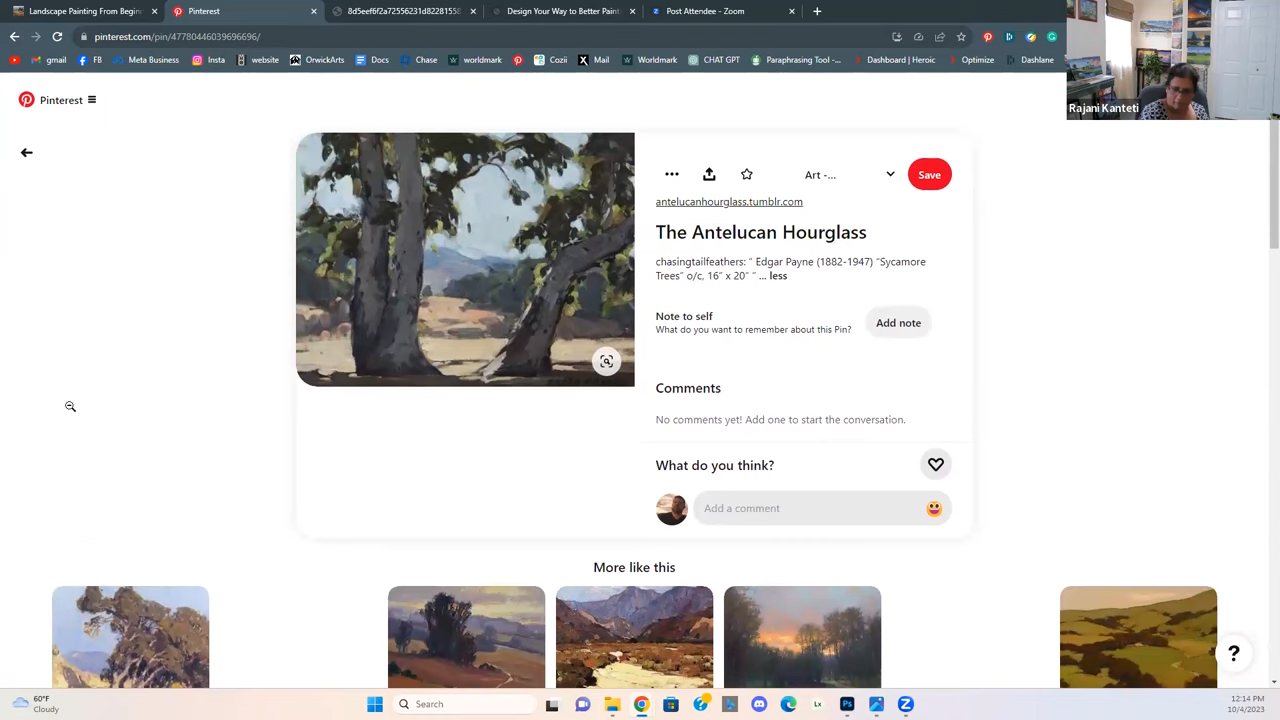 Landscape Painting From Begin
Pinterest
8d5eef6f2a72556231d8228155
Design Your Way to Better Paint
Post Attendee - Zoom
pinterest.com/pin/47780446039696696/
gmail
FB
Meta Business
Insta
website
OrwickArts
Docs
Chase
worldmark
Cozii
Mail
Worldmark
CHAT GPT
Paraphrasing Tool -...
Dashboard | Heroic
Optimize
Dashlane
Rajani Kanteti
Pinterest
Art -...
Save
antelucanhourglass.tumblr.com
The Antelucan Hourglass
chasingtailfeathers: “ Edgar Payne (1882-1947) “Sycamore
Trees” o/c, 16” x 20” ” ... less
Note to self
What do you want to remember about this Pin?
Add note
Comments
No comments yet! Add one to start the conversation.
What do you think?
Add a comment
More like this
?
60°F
Cloudy
Search
12:14 PM
10/4/2023